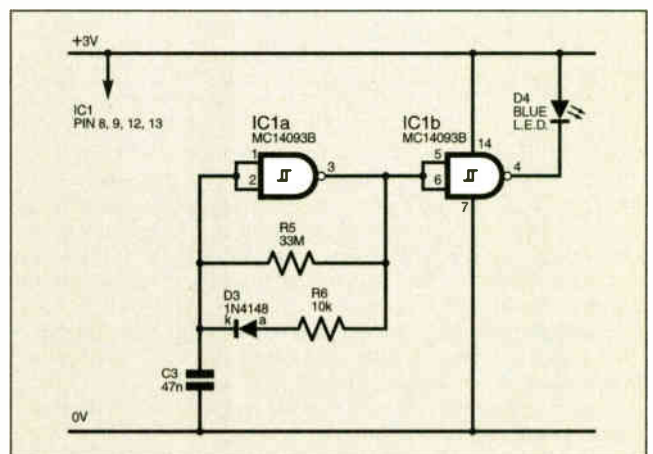 +3V
IC1
PIN 8, 9, 12, 13
IC1a
MC14093B
1
2
3
IC1b
MC14093B
5
6
14
4
7
D4
BLUE
L.E.D.
R5
33M
D3
1N4148
k
a
R6
10k
C3
47n
0V